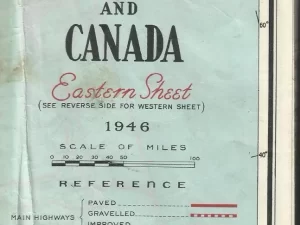 AND
CANADA
Eastern Sheet
(SEE REVERSE SIDE FOR WESTERN SHEET)
1946
SCALE OF MILES
0 10 20 30 40 50 100
REFERENCE
PAVED
MAIN HIGHWAYS GRAVELLED
IMPROVED
60°
40°